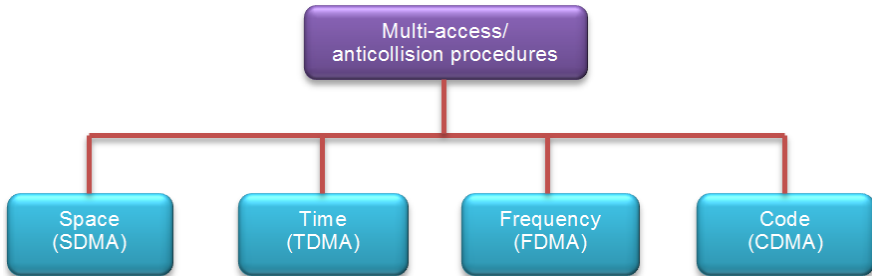 Multi-access/
anticollision procedures
Space
(SDMA)
Time
(TDMA)
Frequency
(FDMA)
Code
(CDMA)